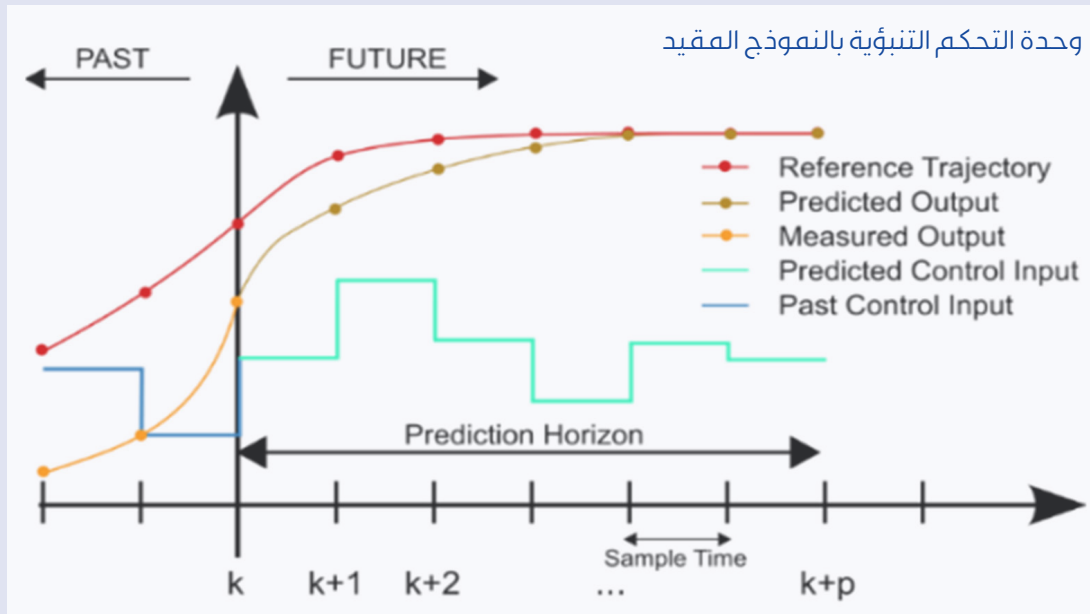 وحدة التحكم التنبؤية بالنموذج المقيد
PAST
FUTURE
Reference Trajectory
Predicted Output
Measured Output
Predicted Control Input
Past Control Input
Prediction Horizon
Sample Time
k k+1 k+2 ... k+p